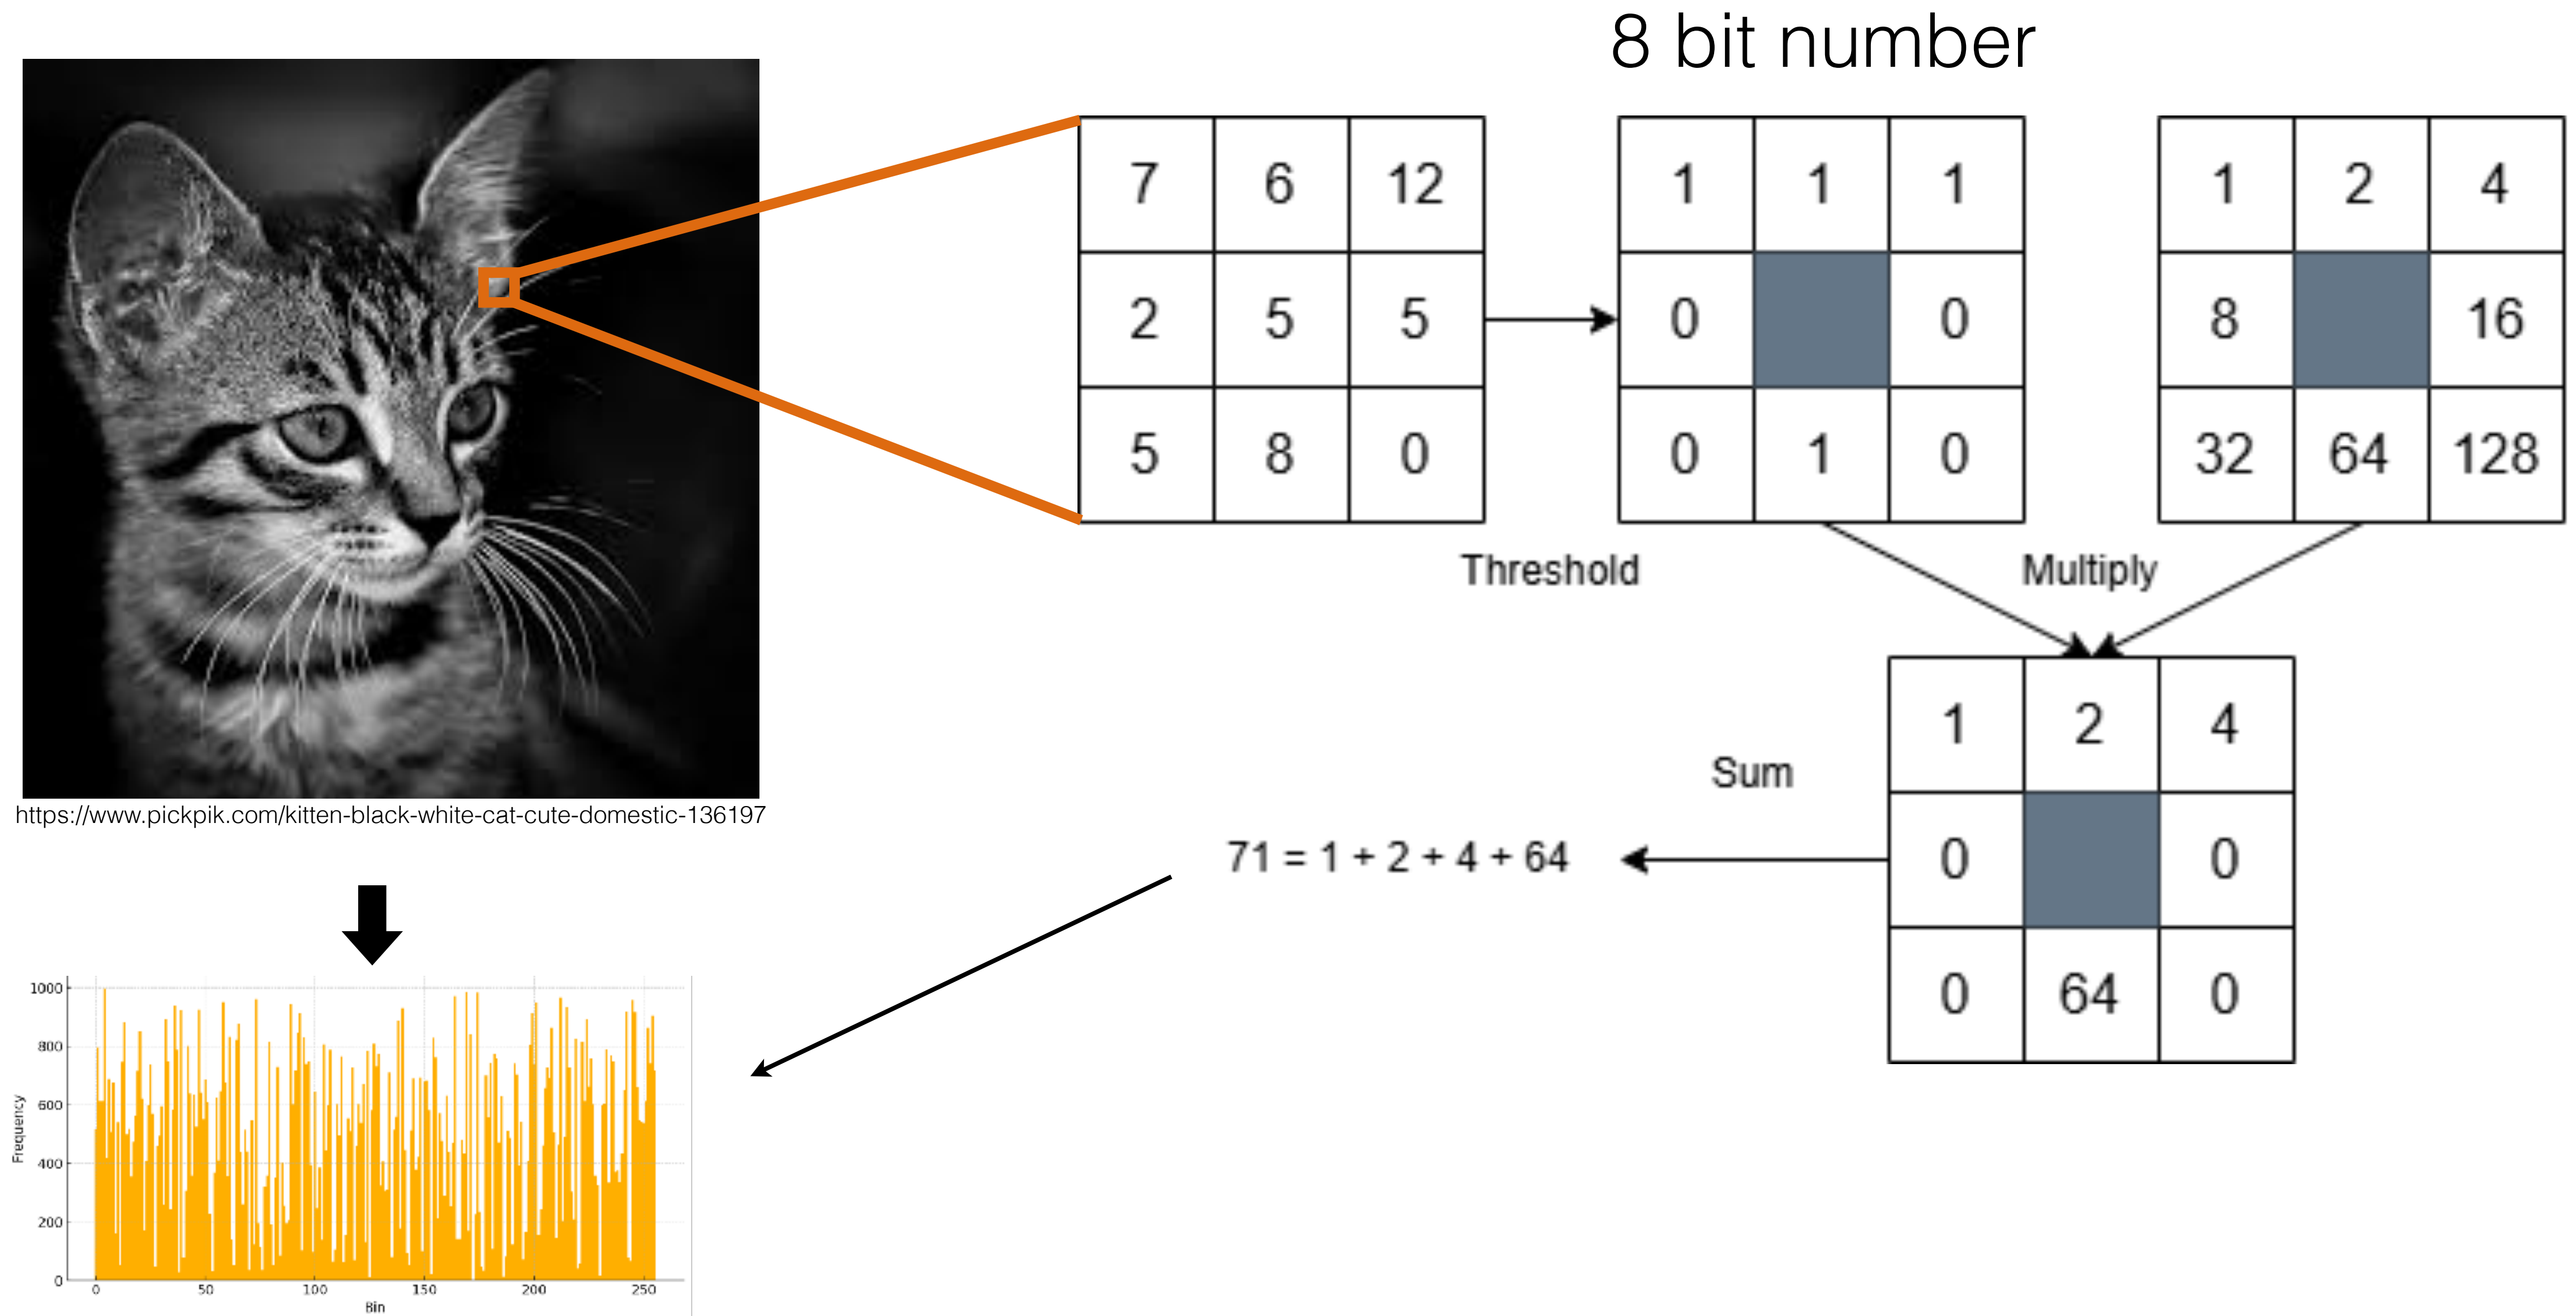 8 bit number
7 6 12
2 5 5
5 8 0
1 1 1
0 0
0 1 0
1 2 4
8 16
32 64 128
Threshold
Multiply
1 2 4
0 0
0 64 0
Sum
71 = 1 + 2 + 4 + 64
https://www.pickpik.com/kitten-black-white-cat-cute-domestic-136197
Frequency
1000
800
600
400
200
0
0 50 100 150 200 250
Bin